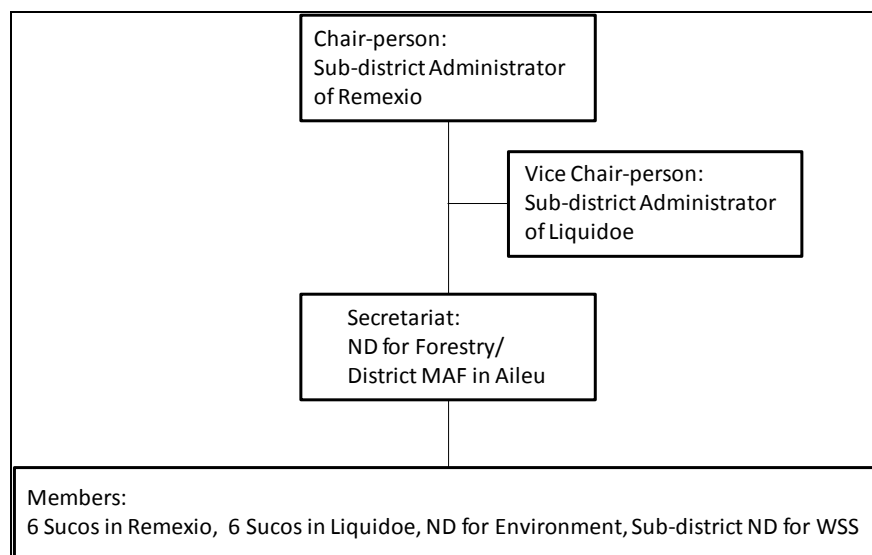 Chair-person:
Sub-district Administrator
of Remexio
Vice Chair-person:
Sub-district Administrator
of Liquidoe
Secretariat:
ND for Forestry/
District MAF in Aileu
Members:
6 Sucos in Remexio, 6 Sucos in Liquidoe, ND for Environment, Sub-district ND for WSS